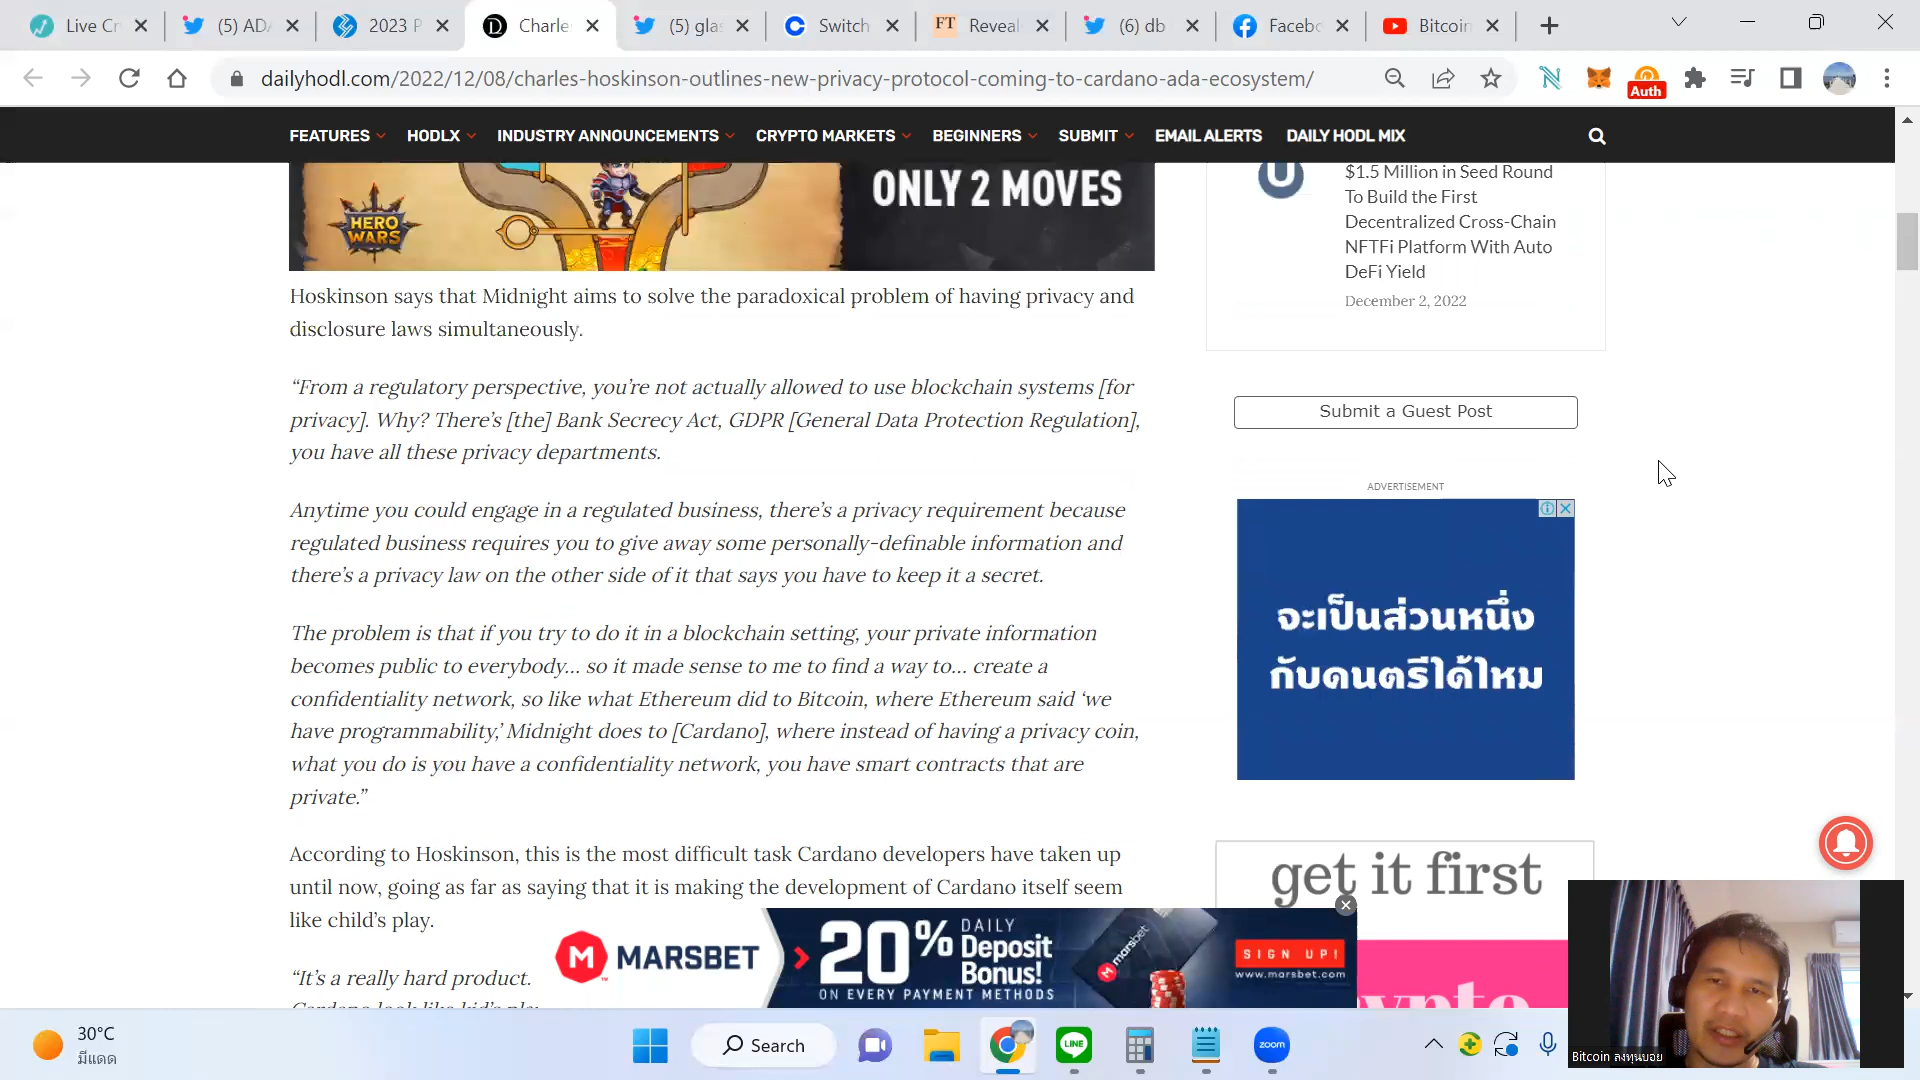 Live Cr
(5) AD
2023 P
Charle
(5) glas
Switch
FT
Reveal
(6) db
Facebo
Bitcoin
dailyhodl.com/2022/12/08/charles-hoskinson-outlines-new-privacy-protocol-coming-to-cardano-ada-ecosystem/
Auth
FEATURES
HODLX
INDUSTRY ANNOUNCEMENTS
CRYPTO MARKETS
BEGINNERS
SUBMIT
EMAIL ALERTS
DAILY HODL MIX
HERO
WARS
ONLY 2 MOVES
Hoskinson says that Midnight aims to solve the paradoxical problem of having privacy and
disclosure laws simultaneously.
“From a regulatory perspective, you’re not actually allowed to use blockchain systems [for
privacy]. Why? There’s [the] Bank Secrecy Act, GDPR [General Data Protection Regulation],
you have all these privacy departments.
Anytime you could engage in a regulated business, there’s a privacy requirement because
regulated business requires you to give away some personally-definable information and
there’s a privacy law on the other side of it that says you have to keep it a secret.
The problem is that if you try to do it in a blockchain setting, your private information
becomes public to everybody… so it made sense to me to find a way to… create a
confidentiality network, so like what Ethereum did to Bitcoin, where Ethereum said ‘we
have programmability,’ Midnight does to [Cardano], where instead of having a privacy coin,
what you do is you have a confidentiality network, you have smart contracts that are
private.”
According to Hoskinson, this is the most difficult task Cardano developers have taken up
until now, going as far as saying that it is making the development of Cardano itself seem
like child’s play.
“It’s a really hard product.
$1.5 Million in Seed Round
To Build the First
Decentralized Cross-Chain
NFTFi Platform With Auto
DeFi Yield
December 2, 2022
Submit a Guest Post
ADVERTISEMENT
จะเป็นส่วนหนึ่ง
กับดนตรีได้ไหม
get it first
crypto
MARSBET
20% DAILY
Deposit
Bonus!
ON EVERY PAYMENT METHODS
marsbet
SIGN UP!
www.marsbet.com
30°C
มีแดด
Search
LINE
zoom
Bitcoin ลงทุนบอย